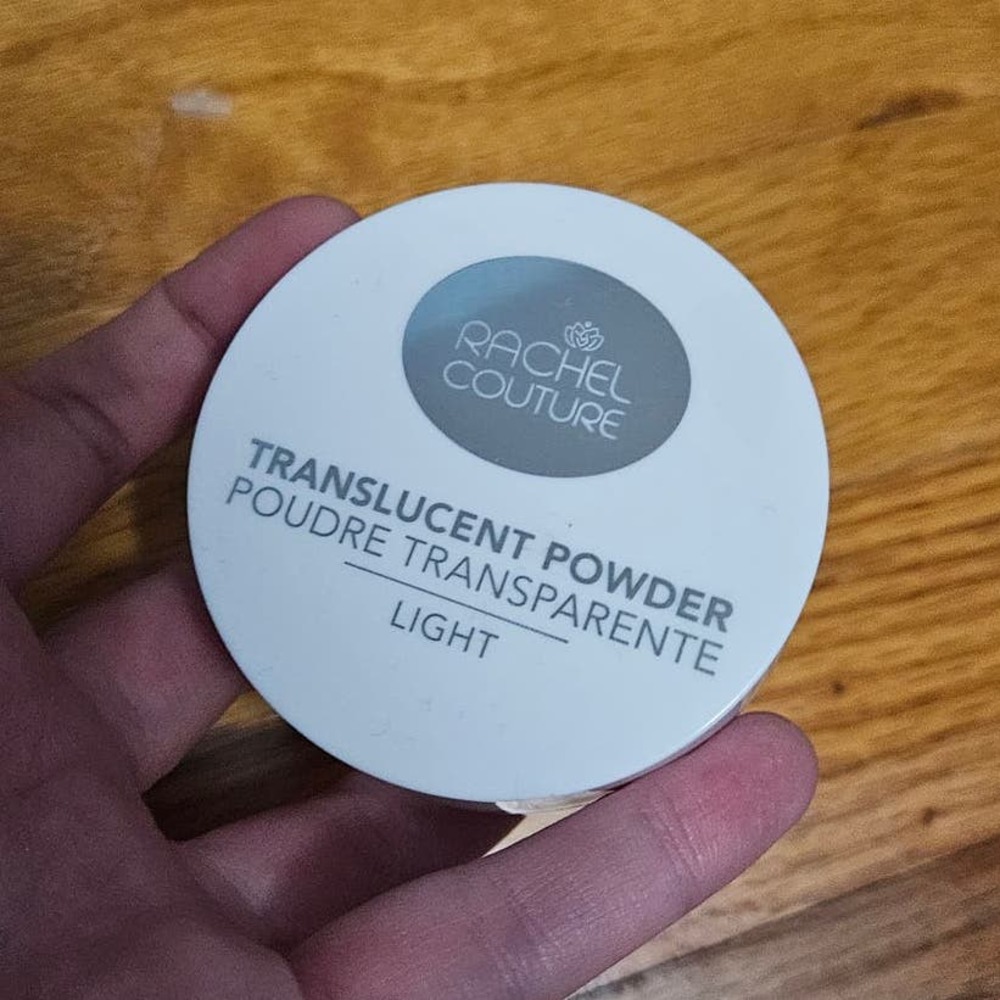 RACHEL
COUTURE
TRANSLUCENT POWDER
POUDRE TRANSPARENTE
LIGHT